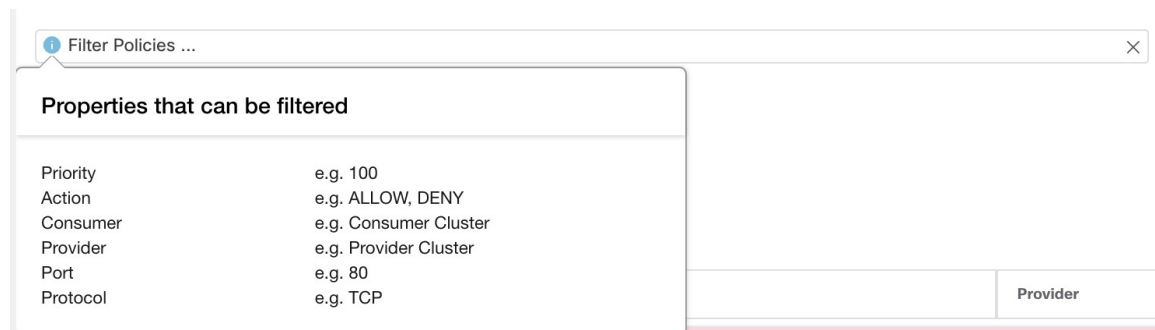 Filter Policies ...
Properties that can be filtered
Priority e.g. 100
Action e.g. ALLOW, DENY
Consumer e.g. Consumer Cluster
Provider e.g. Provider Cluster
Port e.g. 80
Protocol e.g. TCP
Provider